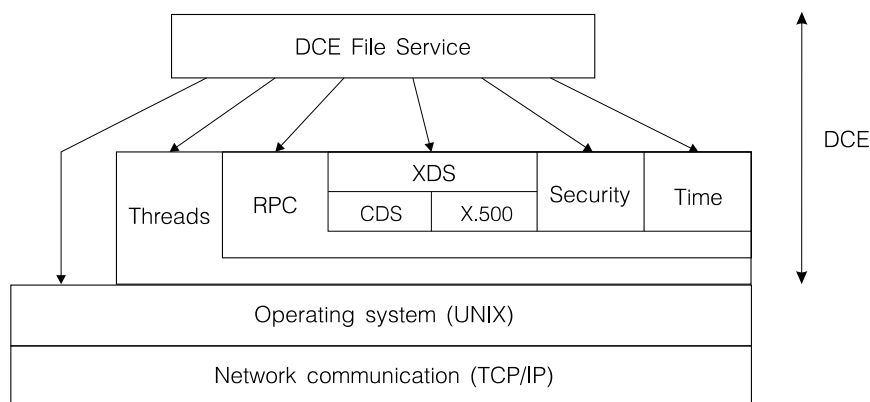 DCE File Service
DCE
XDS
Threads
RPC
CDS
X.500
Security
Time
Operating system (UNIX)
Network communication (TCP/IP)